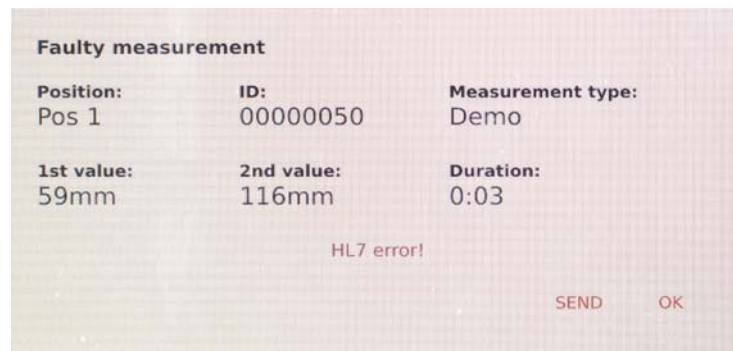 Faulty measurement
Position: ID: Measurement type:
Pos 1 00000050 Demo
1st value: 2nd value: Duration:
59mm 116mm 0:03
HL7 error!
SEND OK